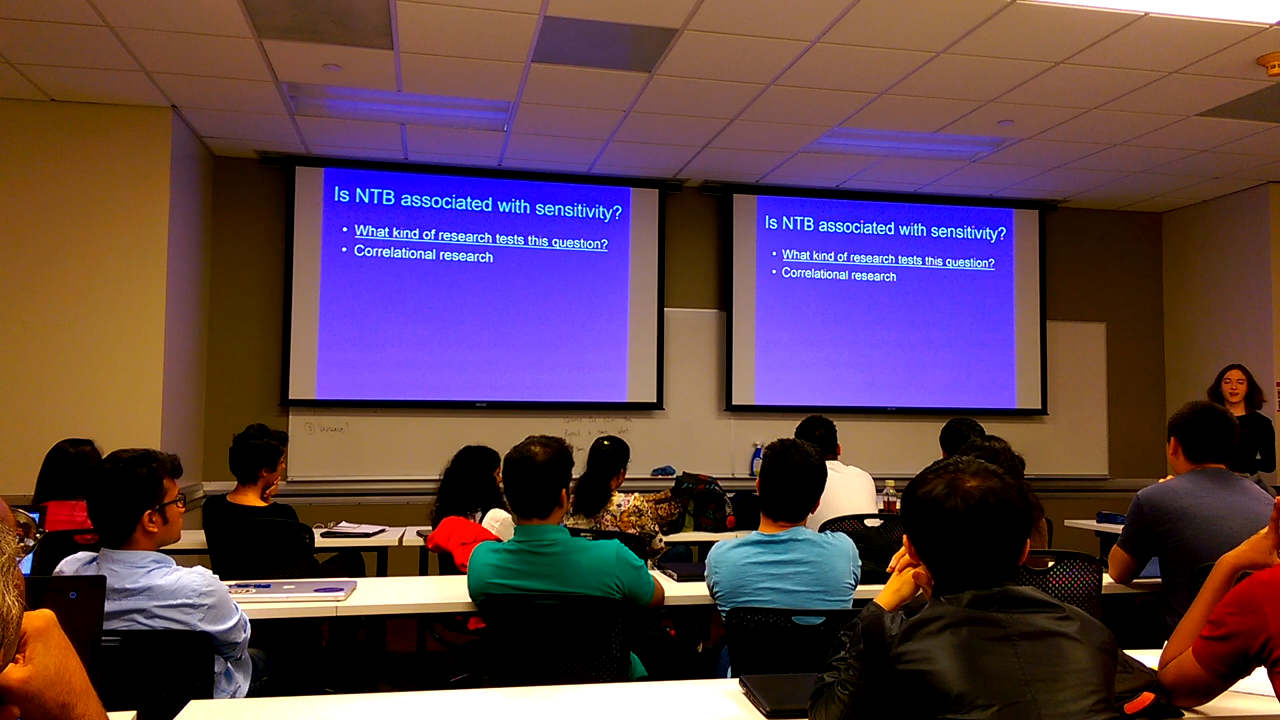 Is NTB associated with sensitivity?
• What kind of research tests this question?
• Correlational research
Is NTB associated with sensitivity?
• What kind of research tests this question?
• Correlational research